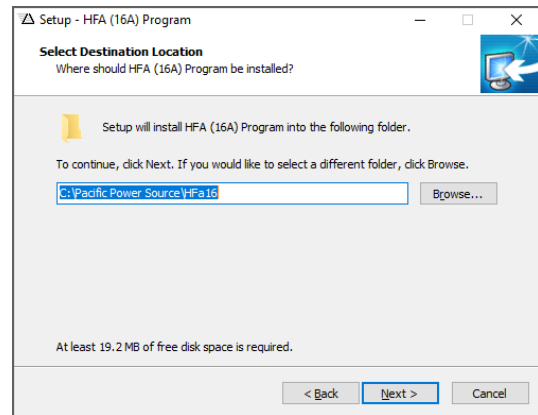 Setup - HFA (16A) Program
Select Destination Location
Where should HFA (16A) Program be installed?
Setup will install HFA (16A) Program into the following folder.
To continue, click Next. If you would like to select a different folder, click Browse.
C:\Pacific Power Source\HFa16
Browse...
At least 19.2 MB of free disk space is required.
< Back
Next >
Cancel